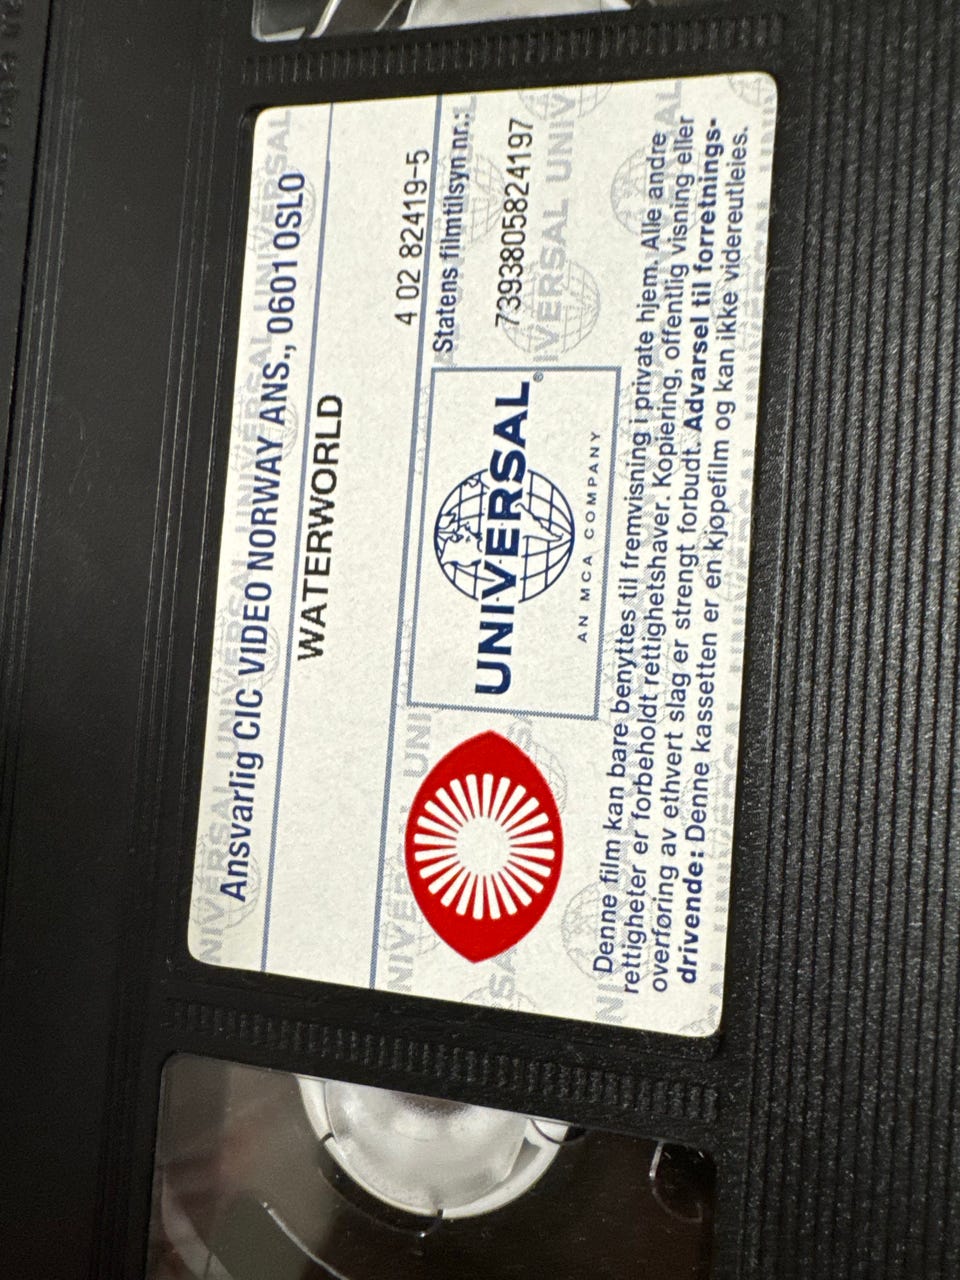 Ansvarlig CIC VIDEO NORWAY ANS., 0601 OSLO
WATERWORLD
4 02 82419-5
Statens filmtilsyn nr.:
7393805824197
UNIVERSAL®
AN MCA COMPANY
Denne film kan bare benyttes til fremvisning i private hjem. Alle andre
rettigheter er forbeholdt rettighetshaver. Kopiering, offentlig visning eller
overføring av ethvert slag er strengt forbudt. Advarsel til forretnings-
drivende: Denne kassetten er en kjøpefilm og kan ikke videreutleies.